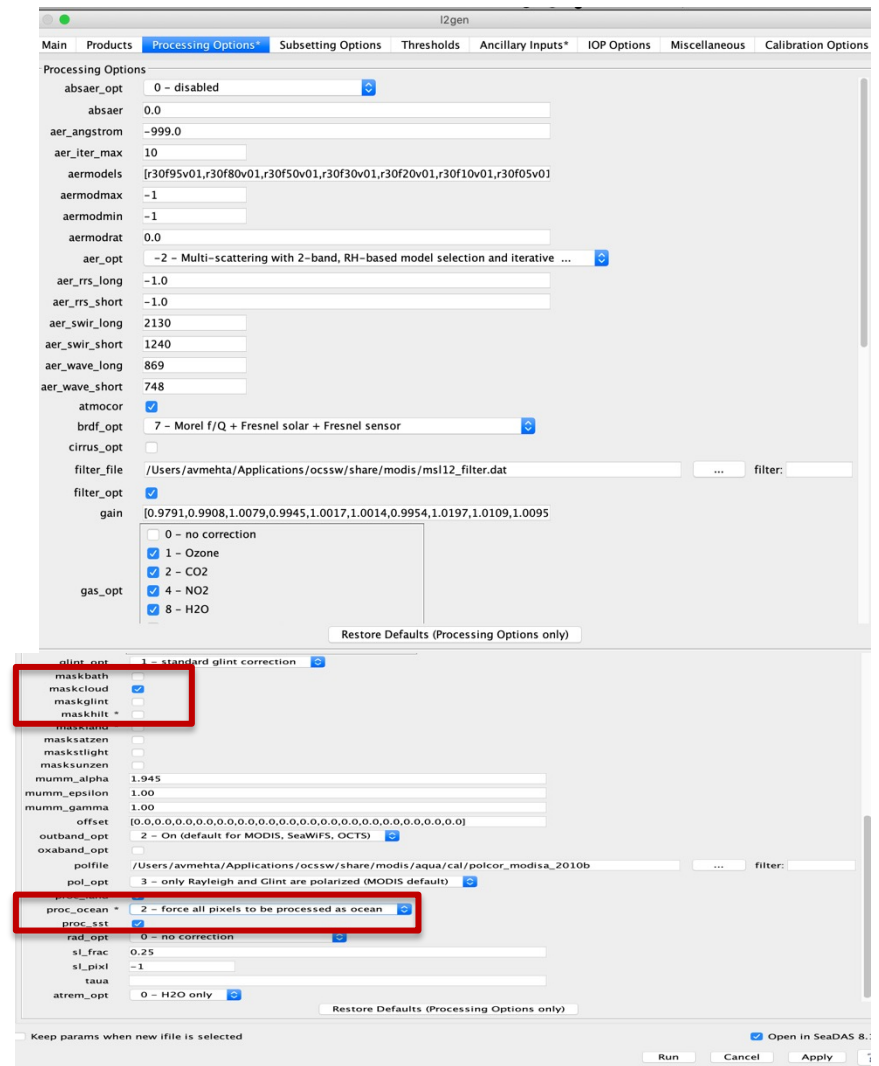 l2gen
Main Products Processing Options* Subsetting Options Thresholds Ancillary Inputs* IOP Options Miscellaneous Calibration Options
Processing Options
absaer_opt 0 – disabled
absaer 0.0
aer_angstrom -999.0
aer_iter_max 10
aermodels [r30f95v01,r30f80v01,r30f50v01,r30f30v01,r30f20v01,r30f10v01,r30f05v01
aermodmax -1
aermodmin -1
aermodrat 0.0
aer_opt -2 – Multi-scattering with 2-band, RH-based model selection and iterative ...
aer_rrs_long -1.0
aer_rrs_short -1.0
aer_swir_long 2130
aer_swir_short 1240
aer_wave_long 869
aer_wave_short 748
atmocor
brdf_opt 7 – Morel f/Q + Fresnel solar + Fresnel sensor
cirrus_opt
filter_file /Users/avmehta/Applications/ocssw/share/modis/msl12_filter.dat ... filter:
filter_opt
gain [0.9791,0.9908,1.0079,0.9945,1.0017,1.0014,0.9954,1.0197,1.0109,1.0095
0 – no correction
1 – Ozone
2 – CO2
gas_opt 4 – NO2
8 – H2O
Restore Defaults (Processing Options only)
glint_opt 1 – standard glint correction
maskbath
maskcloud
maskglint
maskhilt *
maskland
masksatzen
maskstlight
masksunzen
mumm_alpha 1.945
mumm_epsilon 1.00
mumm_gamma 1.00
offset [0.0,0.0,0.0,0.0,0.0,0.0,0.0,0.0,0.0,0.0,0.0,0.0,0.0,0.0,0.0,0.0]
outband_opt 2 – On (default for MODIS, SeaWiFS, OCTS)
oxaband_opt
polfile /Users/avmehta/Applications/ocssw/share/modis/aqua/cal/polcor_modisa_2010b ... filter:
pol_opt 3 – only Rayleigh and Glint are polarized (MODIS default)
proc_land
proc_ocean * 2 – force all pixels to be processed as ocean
proc_sst
rad_opt 0 – no correction
sl_frac 0.25
sl_pixl -1
taua
atrem_opt 0 – H2O only
Restore Defaults (Processing Options only)
Keep params when new ifile is selected Open in SeaDAS 8.
Run Cancel Apply ?